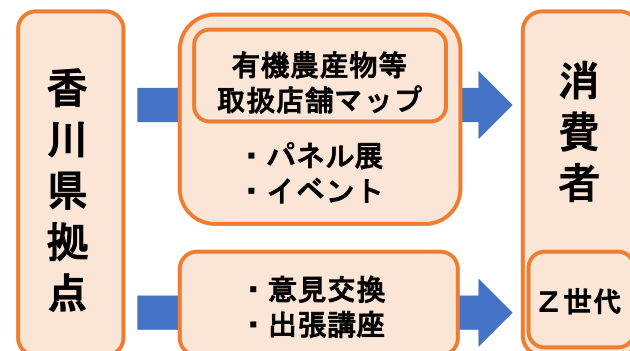 香川県拠点
有機農産物等
取扱店舗マップ
・パネル展
・イベント
・意見交換
・出張講座
消費者
Z世代